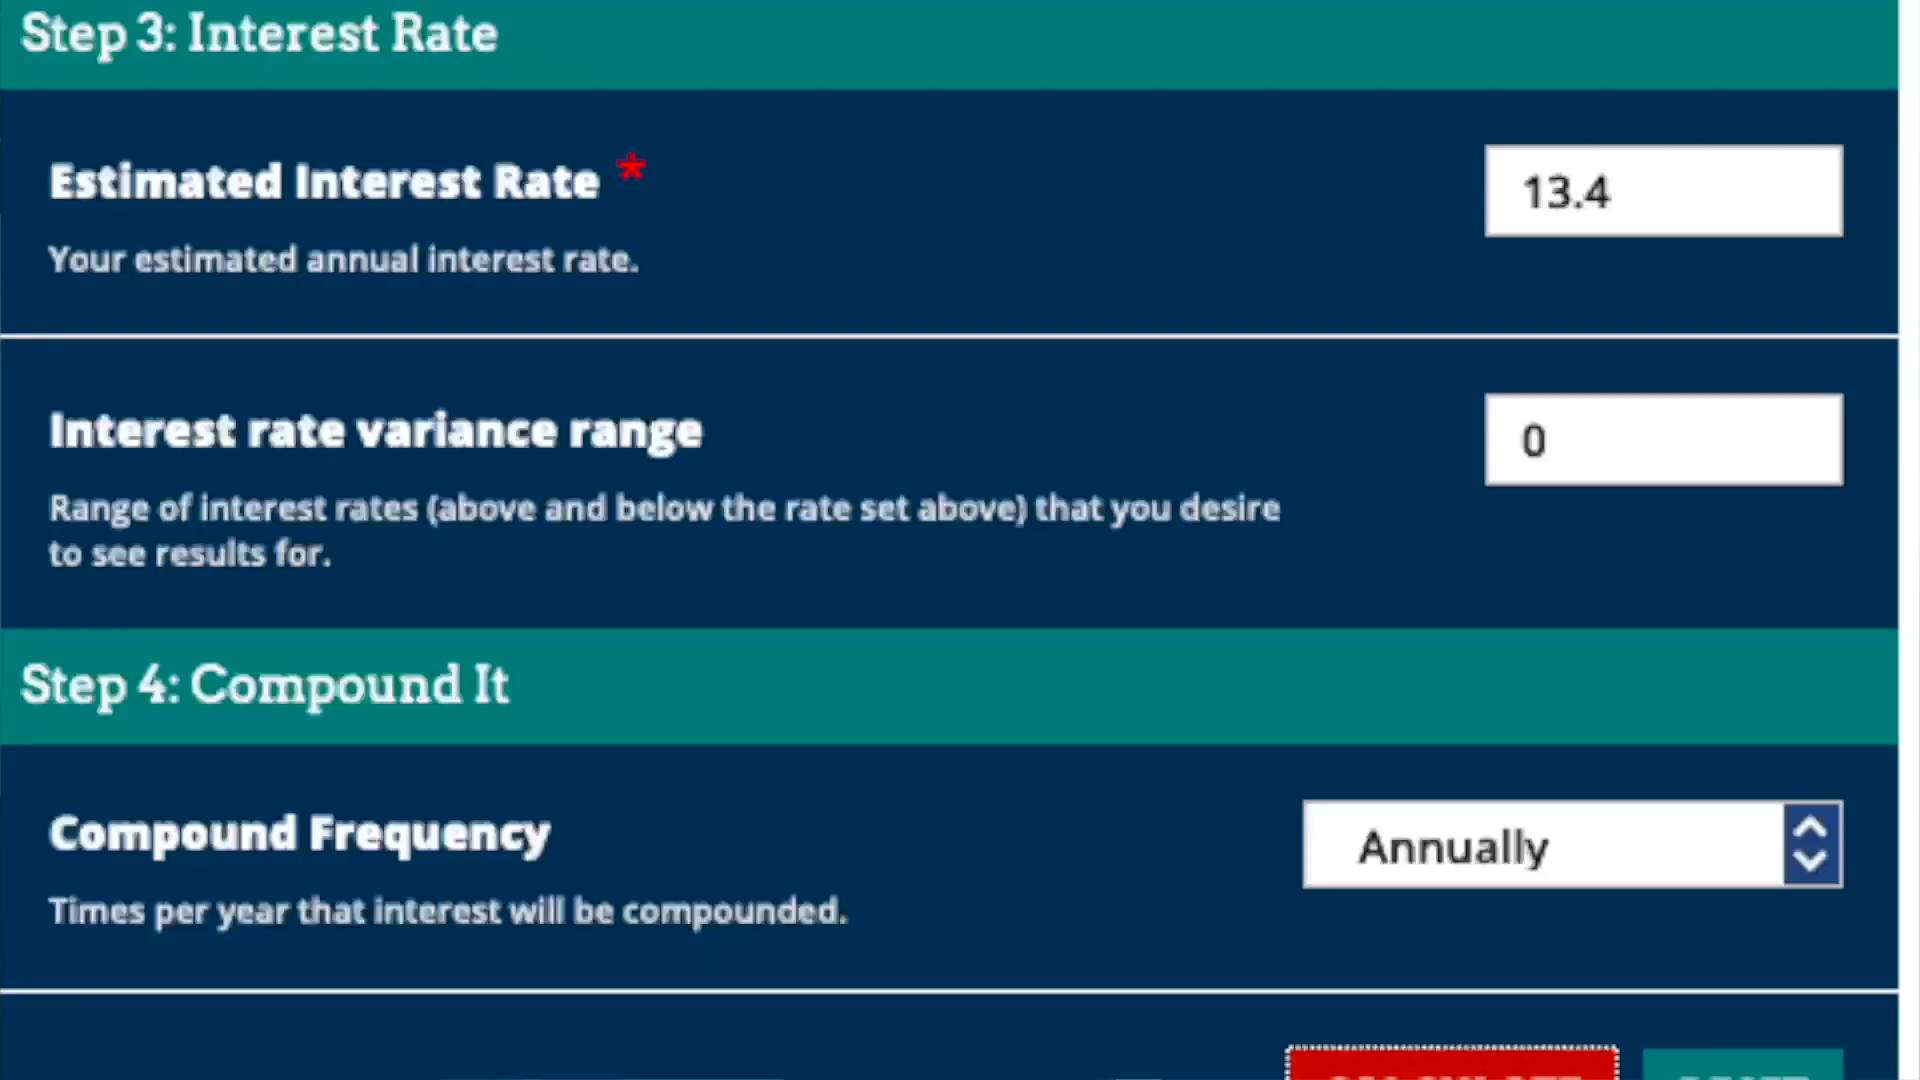 Step 3: Interest Rate
Estimated Interest Rate *
13.4
Your estimated annual interest rate.
Interest rate variance range
0
Range of interest rates (above and below the rate set above) that you desire
to see results for.
Step 4: Compound It
Compound Frequency
Annually
Times per year that interest will be compounded.